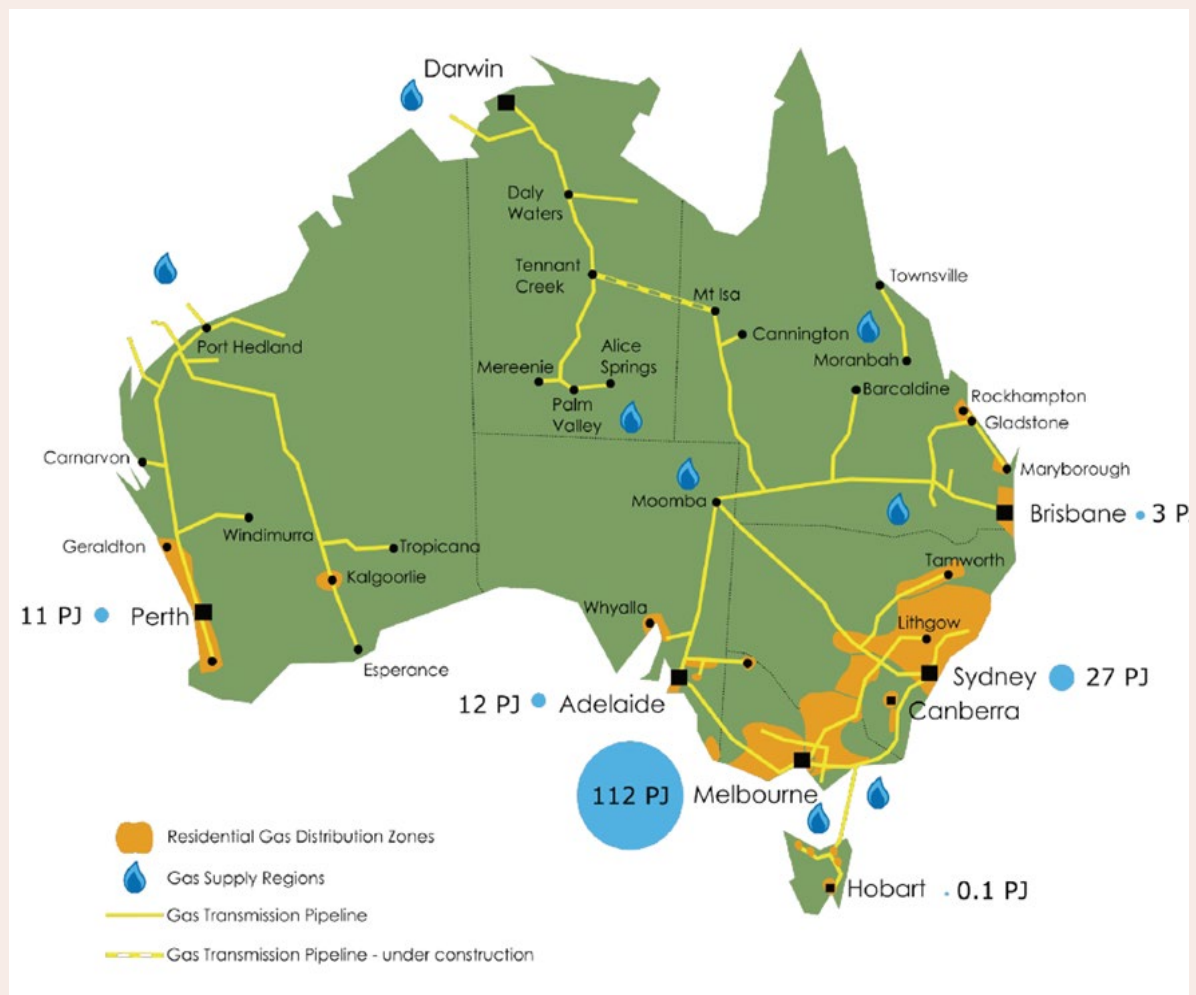 Darwin
Daly
Waters
Tennant
Creek
Mt Isa
Townsville
Cannington
Moranbah
Port Hedland
Mereenie
Alice
Springs
Palm
Valley
Barcaldine
Rockhampton
Gladstone
Carnarvon
Maryborough
Moomba
Brisbane 3 P
Windimurra
Geraldton
Tropicana
Tamworth
Kalgoorlie
11 PJ Perth
Whyalla
Lithgow
Esperance
Sydney 27 PJ
12 PJ Adelaide
Canberra
112 PJ Melbourne
Residential Gas Distribution Zones
Gas Supply Regions
Hobart 0.1 PJ
Gas Transmission Pipeline
Gas Transmission Pipeline - under construction